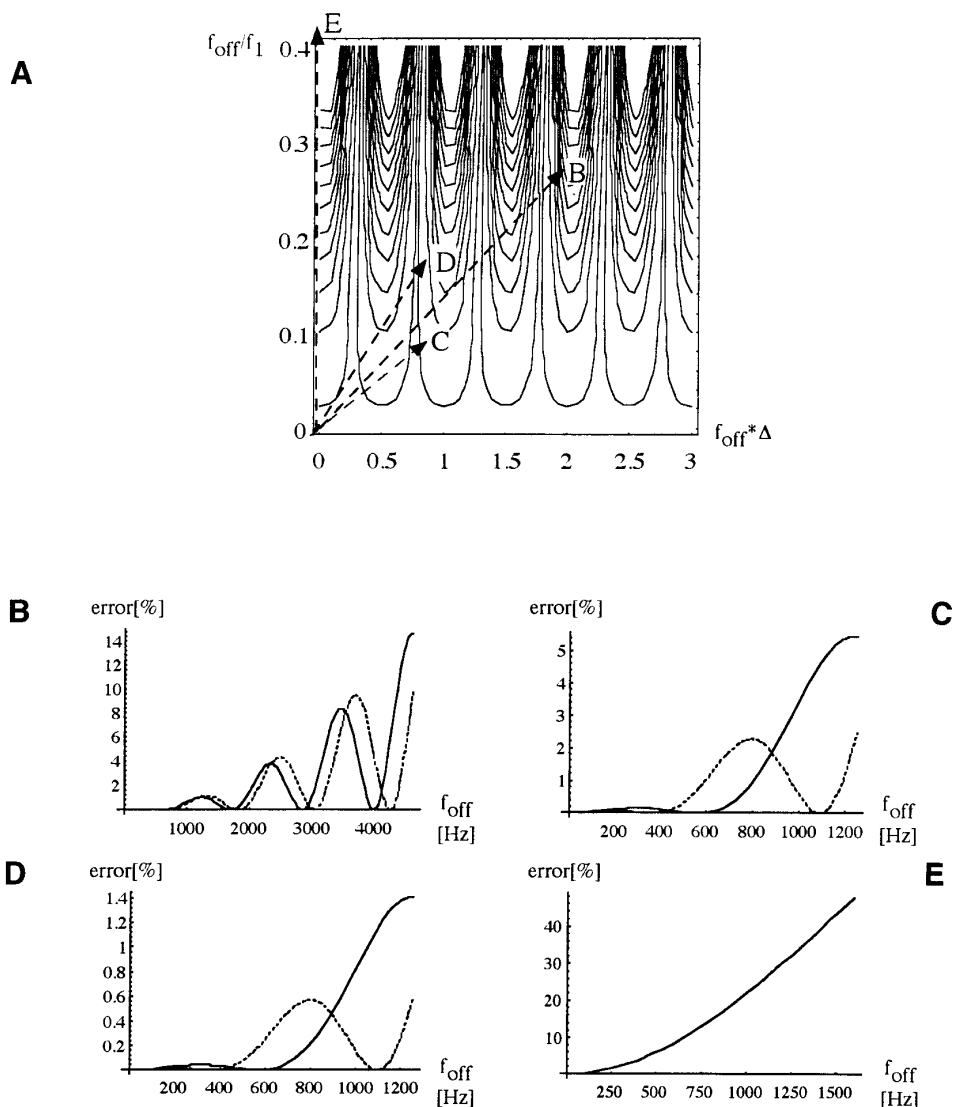 A
f_off/f_1
E
0.4
0.3
0.2
0.1
0
B
D
C
0 0.5 1 1.5 2 2.5 3
f_off*Δ
B
error[%]
14
12
10
8
6
4
2
1000 2000 3000 4000
f_off
[Hz]
C
error[%]
5
4
3
2
1
200 400 600 800 1000 1200
f_off
[Hz]
D
error[%]
1.4
1.2
1
0.8
0.6
0.4
0.2
200 400 600 800 1000 1200
f_off
[Hz]
E
error[%]
40
30
20
10
250 500 750 1000 1250 1500
f_off
[Hz]